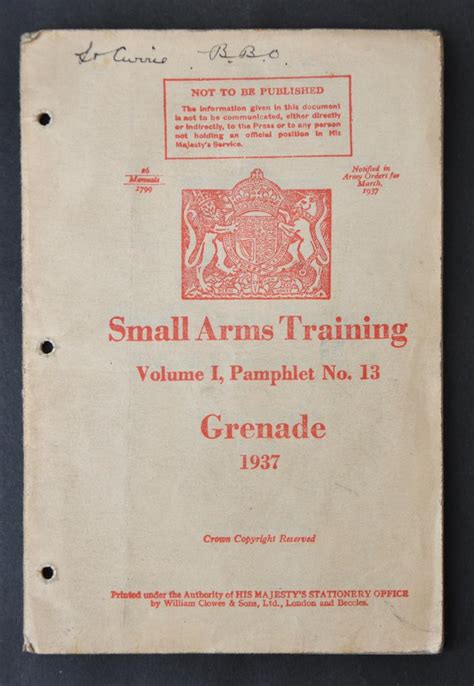 Currie B.B.O.
NOT TO BE PUBLISHED
The information given in this document
is not to be communicated, either directly
or indirectly, to the Press or to any person
not holding an official position in His
Majesty's Service.
26
Manuals
2799
Notified in
Army Orders for
March,
1937
Small Arms Training
Volume I, Pamphlet No. 13
Grenade
1937
Crown Copyright Reserved
Printed under the Authority of HIS MAJESTY'S STATIONERY OFFICE
by William Clowes & Sons, Ltd., London and Beccles.